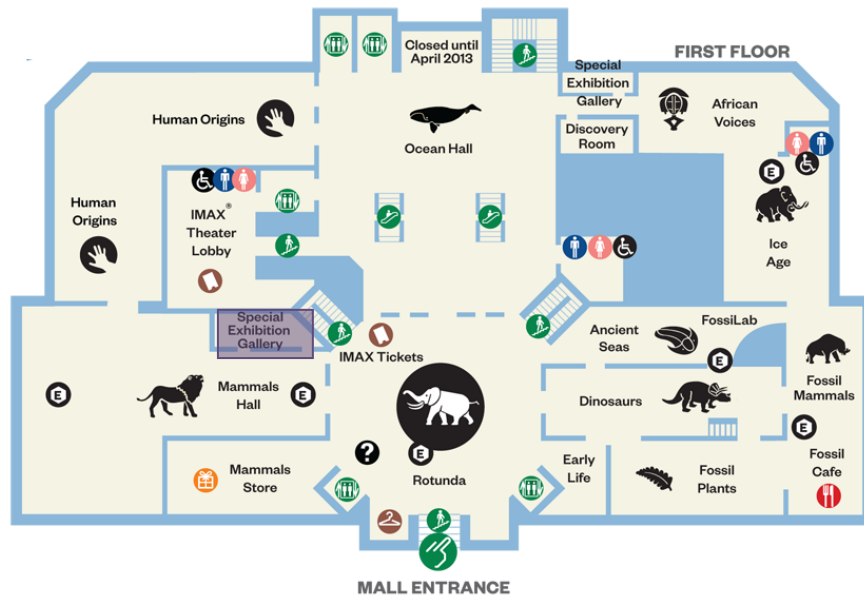 Closed until
April 2013
FIRST FLOOR
Special
Exhibition
Gallery
African
Voices
Human Origins
Ocean Hall
Discovery
Room
Human
Origins
IMAX®
Theater
Lobby
E
Ice
Age
Special
Exhibition
Gallery
IMAX Tickets
Ancient
Seas
FossiLab
E
Mammals
Hall
E
E
Dinosaurs
Fossil
Mammals
E
?
E
Rotunda
Mammals
Store
Early
Life
Fossil
Plants
Fossil
Cafe
MALL ENTRANCE